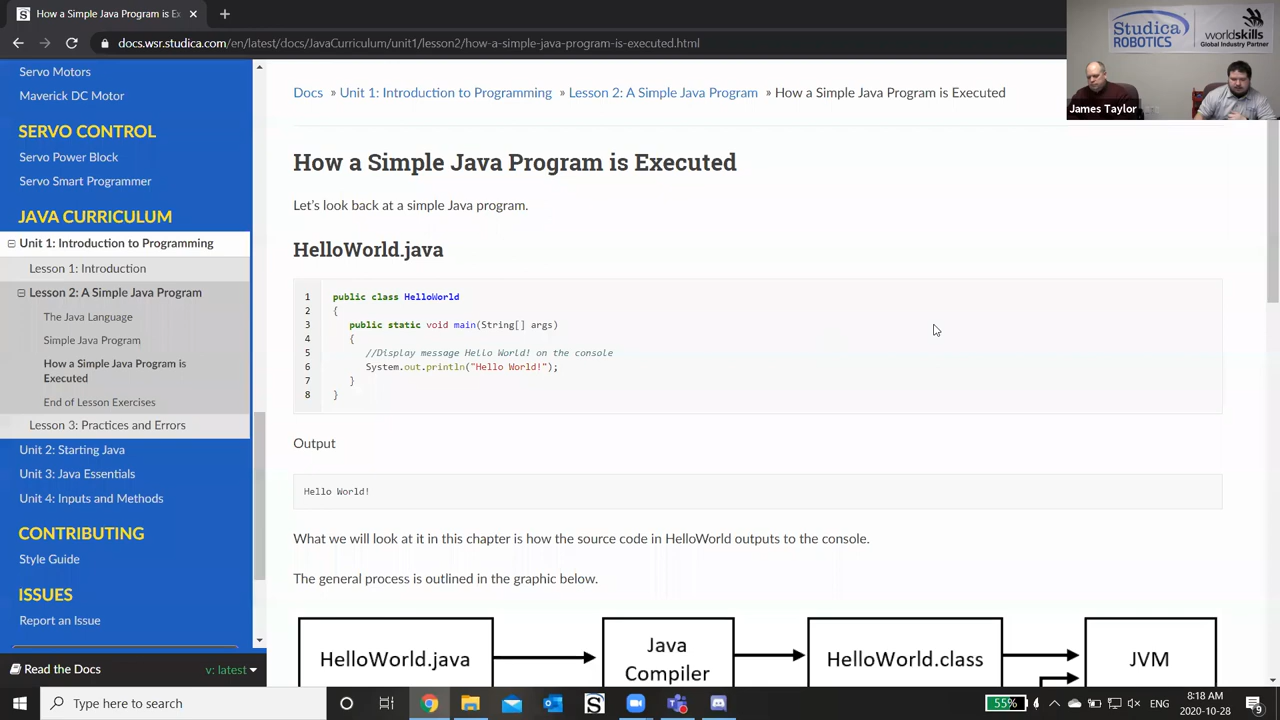 How a Simple Java Program is E
docs.wsr.studica.com/en/latest/docs/JavaCurriculum/unit1/lesson2/how-a-simple-java-program-is-executed.html
Studica
ROBOTICS
worldskills
Global Industry
Partner
James Taylor
Servo Motors
Maverick DC Motor
SERVO CONTROL
Servo Power Block
Servo Smart Programmer
JAVA CURRICULUM
Unit 1: Introduction to Programming
Lesson 1: Introduction
Lesson 2: A Simple Java Program
The Java Language
Simple Java Program
How a Simple Java Program is
Executed
End of Lesson Exercises
Lesson 3: Practices and Errors
Unit 2: Starting Java
Unit 3: Java Essentials
Unit 4: Inputs and Methods
CONTRIBUTING
Style Guide
ISSUES
Report an Issue
Read the Docs
v: latest
Docs » Unit 1: Introduction to Programming » Lesson 2: A Simple Java Program » How a Simple Java Program is Executed
How a Simple Java Program is Executed
Let's look back at a simple Java program.
HelloWorld.java
1 public class HelloWorld
2 {
3 public static void main(String[] args)
4 {
5 //Display message Hello World! on the console
6 System.out.println("Hello World!");
7 }
8 }
Output
Hello World!
What we will look at it in this chapter is how the source code in HelloWorld outputs to the console.
The general process is outlined in the graphic below.
HelloWorld.java
Java
Compiler
HelloWorld.class
JVM
Type here to search
55%
ENG
8:18 AM
2020-10-28
9